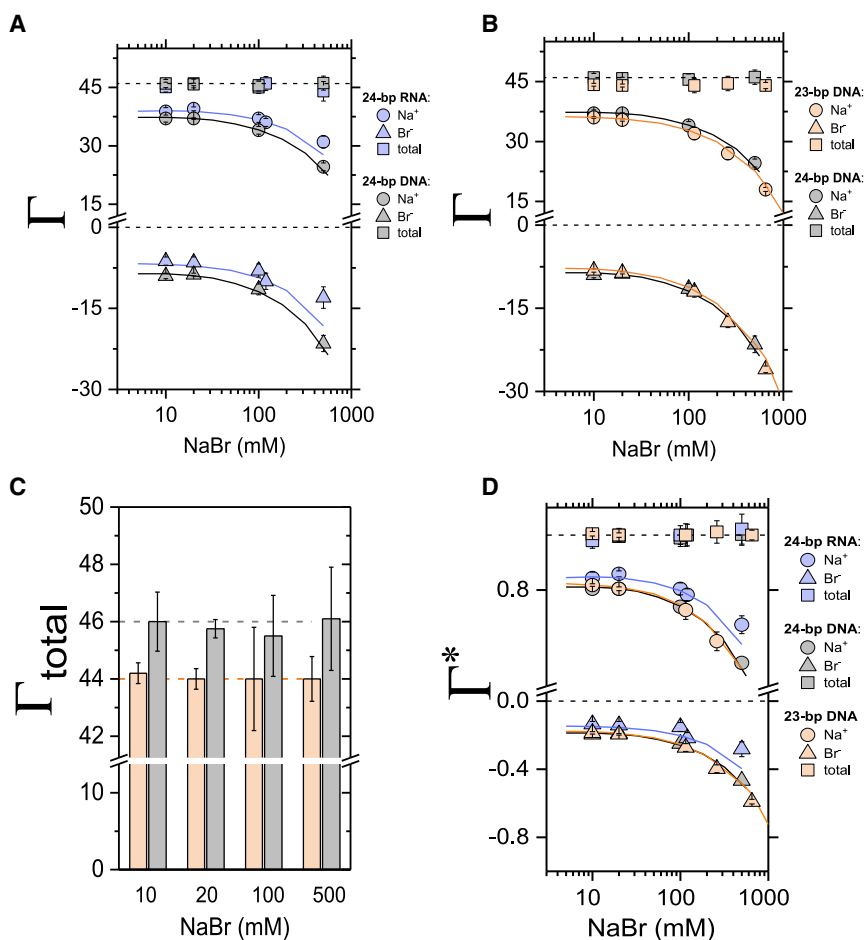 A
45
30
15
0
-15
-30
Γ
10
100
1000
NaBr (mM)
24-bp RNA:
Na⁺
Br⁻
total
24-bp DNA:
Na⁺
Br⁻
total
B
45
30
15
0
-15
-30
Γ
10
100
1000
NaBr (mM)
23-bp DNA:
Na⁺
Br⁻
total
24-bp DNA:
Na⁺
Br⁻
total
C
50
48
46
44
42
10
0
Γtotal
10
20
100
500
NaBr (mM)
D
0.8
0.0
-0.4
-0.8
Γ*
10
100
1000
NaBr (mM)
24-bp RNA:
Na⁺
Br⁻
total
24-bp DNA:
Na⁺
Br⁻
total
23-bp DNA
Na⁺
Br⁻
total